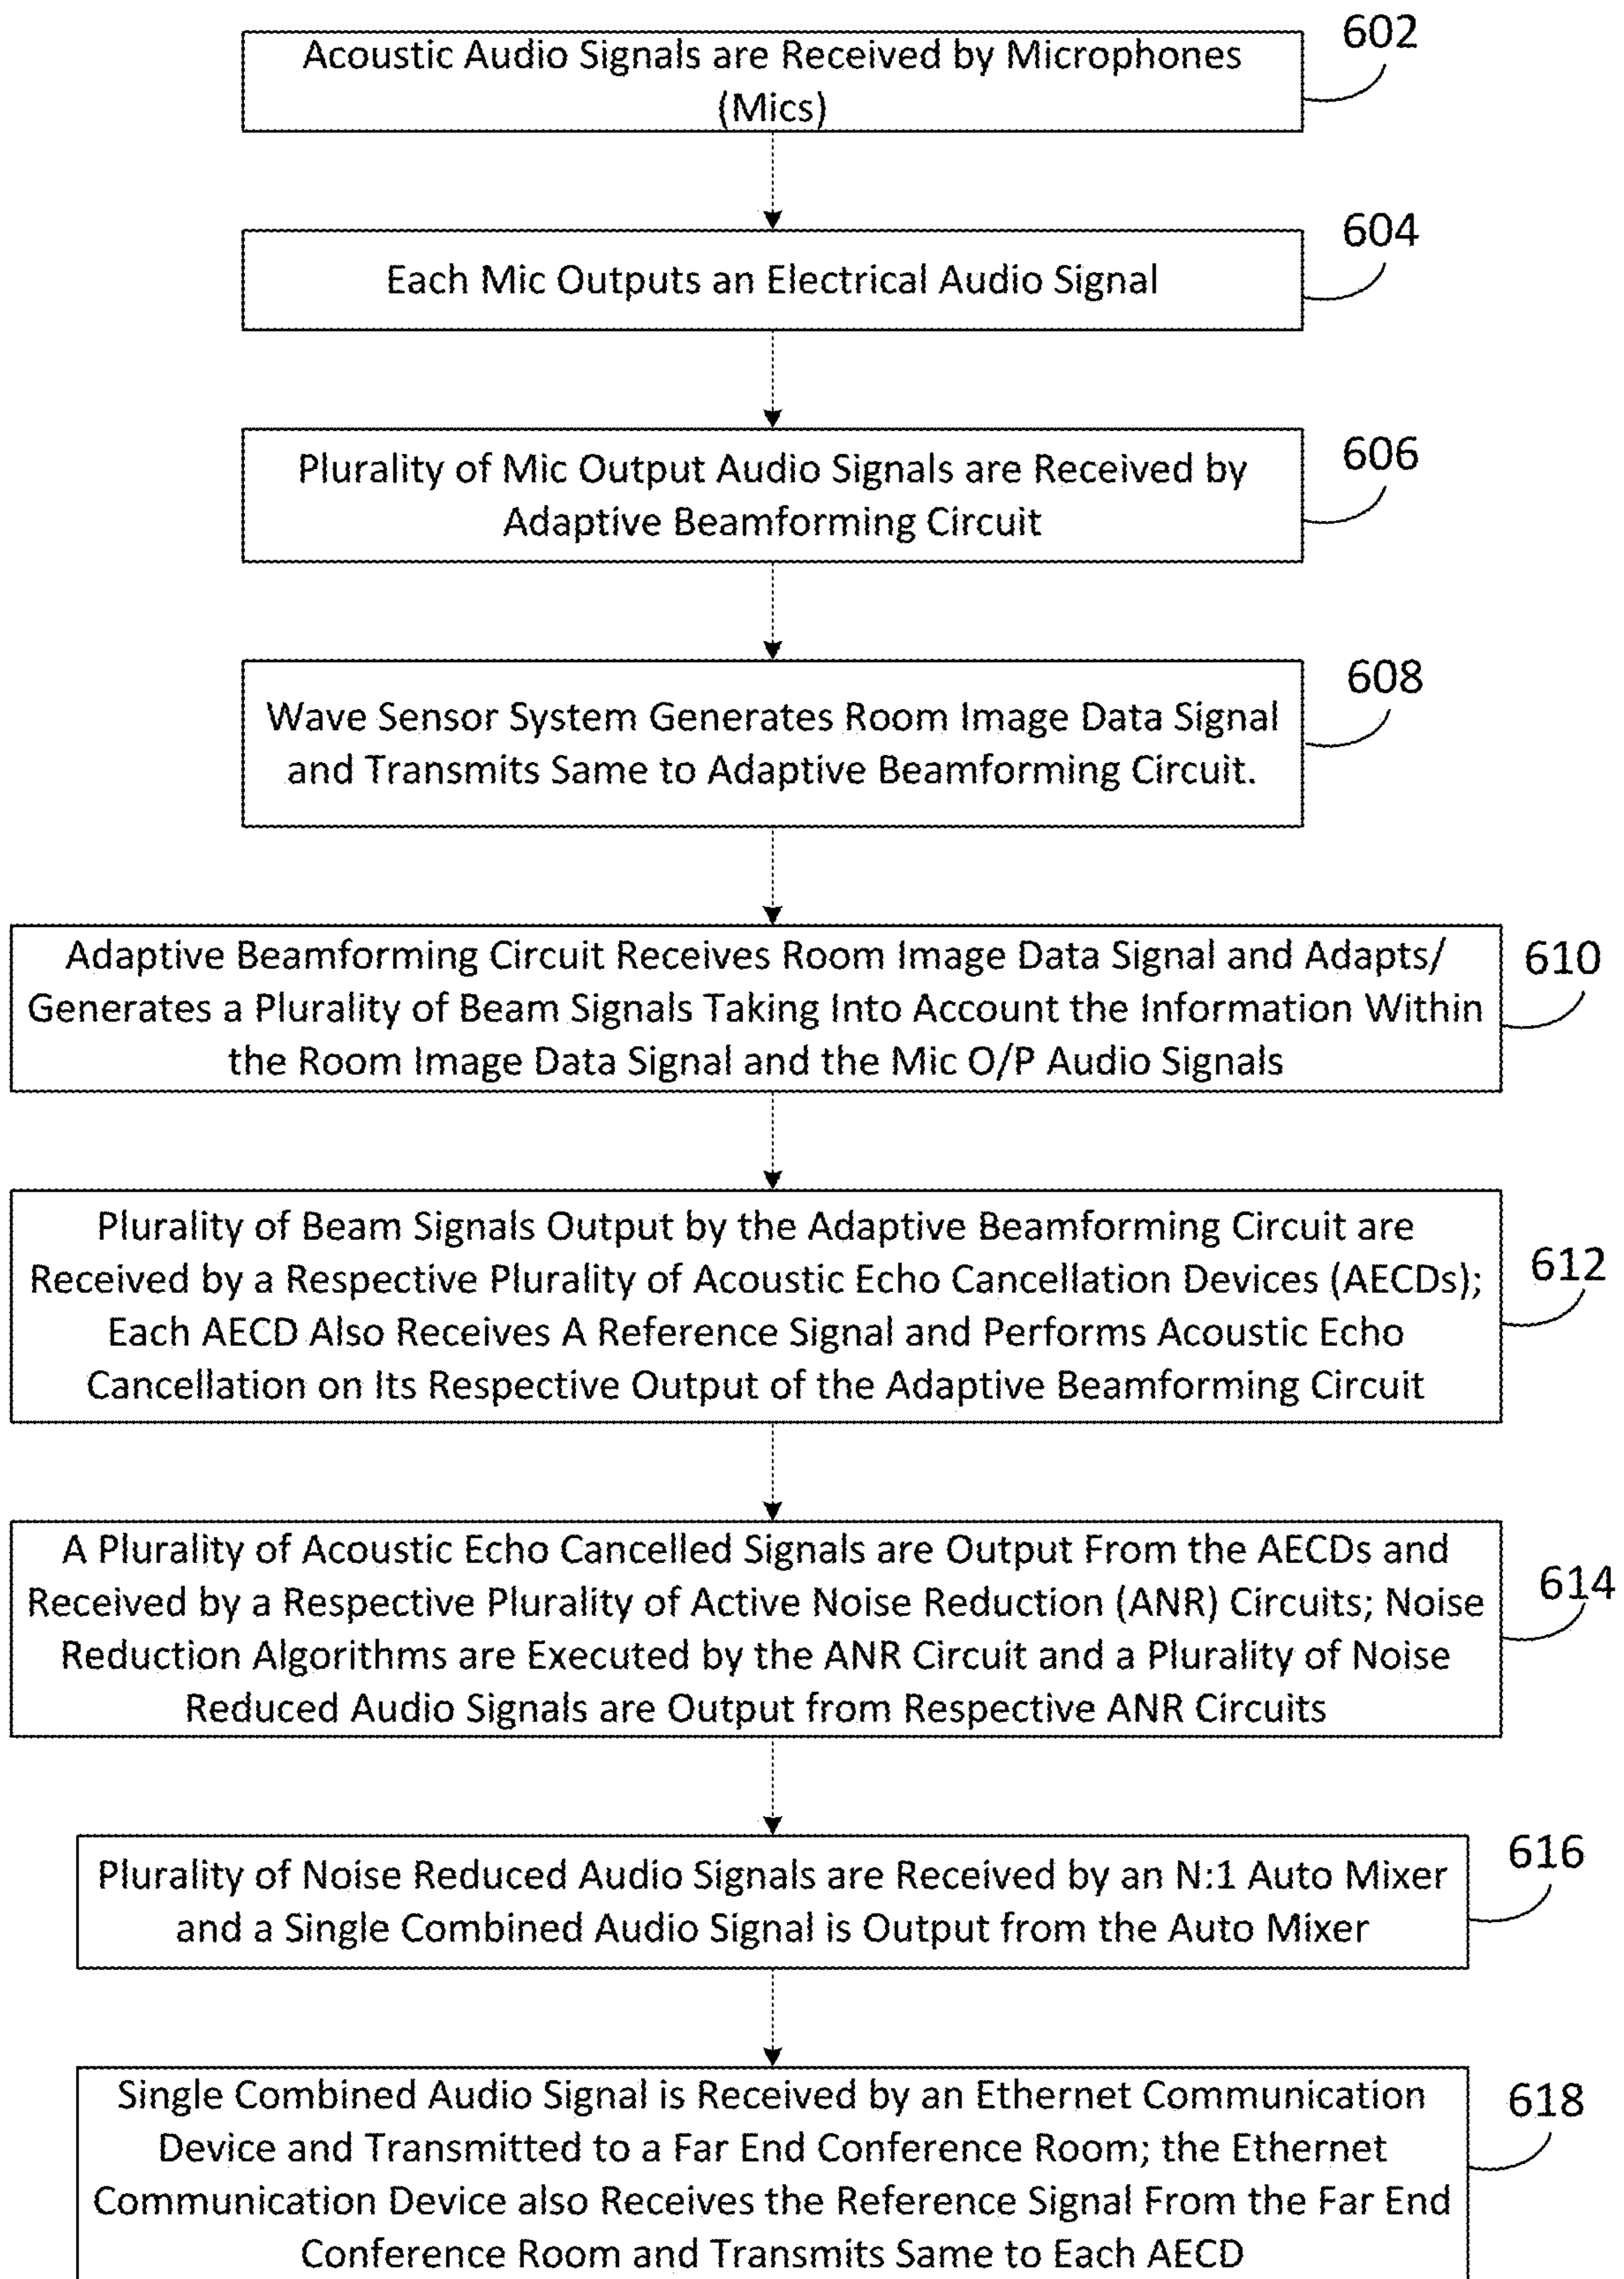 602
Acoustic Audio Signals are Received by Microphones
(Mics)
604
Each Mic Outputs an Electrical Audio Signal
606
Plurality of Mic Output Audio Signals are Received by
Adaptive Beamforming Circuit
608
Wave Sensor System Generates Room Image Data Signal
and Transmits Same to Adaptive Beamforming Circuit.
610
Adaptive Beamforming Circuit Receives Room Image Data Signal and Adapts/
Generates a Plurality of Beam Signals Taking Into Account the Information Within
the Room Image Data Signal and the Mic O/P Audio Signals
612
Plurality of Beam Signals Output by the Adaptive Beamforming Circuit are
Received by a Respective Plurality of Acoustic Echo Cancellation Devices (AECDs);
Each AECD Also Receives A Reference Signal and Performs Acoustic Echo
Cancellation on Its Respective Output of the Adaptive Beamforming Circuit
614
A Plurality of Acoustic Echo Cancelled Signals are Output From the AECDs and
Received by a Respective Plurality of Active Noise Reduction (ANR) Circuits; Noise
Reduction Algorithms are Executed by the ANR Circuit and a Plurality of Noise
Reduced Audio Signals are Output from Respective ANR Circuits
616
Plurality of Noise Reduced Audio Signals are Received by an N:1 Auto Mixer
and a Single Combined Audio Signal is Output from the Auto Mixer
618
Single Combined Audio Signal is Received by an Ethernet Communication
Device and Transmitted to a Far End Conference Room; the Ethernet
Communication Device also Receives the Reference Signal From the Far End
Conference Room and Transmits Same to Each AECD